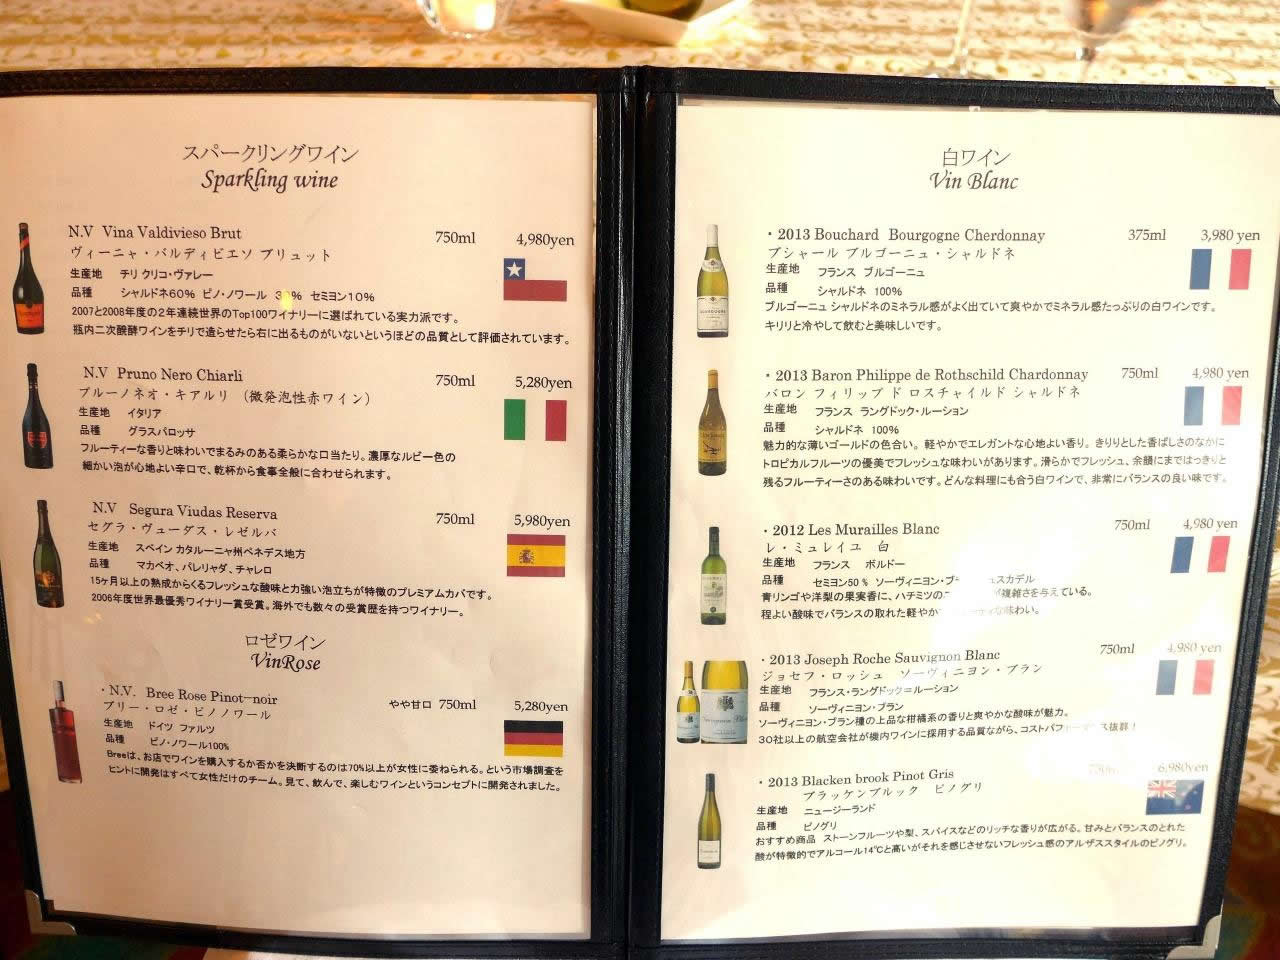 スパークリングワイン
Sparkling wine
N.V Vina Valdivieso Brut 750ml 4,980yen
ヴィーニャ・バルディビエソ ブリュット
生産地 チリ クリコ・ヴァレー
品種 シャルドネ60% ピノ・ノワール 3 % セミヨン10%
2007と2008年度の２年連続世界のTop100ワイナリーに選ばれている実力派です。
瓶内二次醗酵ワインをチリで造らせたら右に出るものがいないというほどの品質として評価されています。
N.V Pruno Nero Chiarli 750ml 5,280yen
ブルーノネオ・キアルリ （微発泡性赤ワイン）
生産地 イタリア
品種 グラスパロッサ
フルーティーな香りと味わいでまるみのある柔らかな口当たり。濃厚なルビー色の
細かい泡が心地よい辛口で、乾杯から食事全般に合わせられます。
N.V Segura Viudas Reserva 750ml 5,980yen
セグラ・ヴューダス・レゼルバ
生産地 スペイン カタルーニャ州ペネデス地方
品種 マカベオ、パレリャダ、チャレロ
15ヶ月以上の熟成からくるフレッシュな酸味と力強い泡立ちが特徴のプレミアムカバです。
2006年度世界最優秀ワイナリー賞受賞。海外でも数々の受賞歴を持つワイナリー。
ロゼワイン
VinRose
・N.V. Bree Rose Pinot-noir やや甘口 750ml 5,280yen
ブリー・ロゼ・ピノノワール
生産地 ドイツ ファルツ
品種 ピノ・ノワール100%
Breeは、お店でワインを購入するか否かを決断するのは70%以上が女性に委ねられる。という市場調査を
ヒントに開発はすべて女性だけのチーム。見て、飲んで、楽しむワインというコンセプトに開発されました。
白ワイン
Vin Blanc
・2013 Bouchard Bourgogne Cherdonnay 375ml 3,980 yen
ブシャール ブルゴーニュ・シャルドネ
生産地 フランス ブルゴーニュ
品種 シャルドネ 100%
ブルゴーニュ シャルドネのミネラル感がよく出ていて爽やかでミネラル感たっぷりの白ワインです。
キリリと冷やして飲むと美味しいです。
・2013 Baron Philippe de Rothschild Chardonnay 750ml 4,980 yen
バロン フィリップ ド ロスチャイルド シャルドネ
生産地 フランス ラングドック・ルーション
品種 シャルドネ 100%
魅力的な薄いゴールドの色合い。軽やかでエレガントな心地よい香り。きりりとした香ばしさのなかに
トロピカルフルーツの優美でフレッシュな味わいがあります。滑らかでフレッシュ、余韻にまではっきりと
残るフルーティーさのある味わいです。どんな料理にも合う白ワインで、非常にバランスの良い味です。
・2012 Les Murailles Blanc 750ml 4,980 yen
レ・ミュレイユ 白
生産地 フランス ボルドー
品種 セミヨン50％ ソーヴィニヨン・ブ スカデル
青リンゴや洋梨の果実香に、ハチミツの が複雑さを与えている。
程よい酸味でバランスの取れた軽やか な味わい。
・2013 Joseph Roche Sauvignon Blanc 750ml 4,980 yen
ジョセフ・ロッシュ ソーヴィニヨン・ブラン
生産地 フランス・ラングドック＝ルーション
品種 ソーヴィニヨン・ブラン
ソーヴィニヨン・ブラン種の上品な柑橘系の香りと爽やかな酸味が魅力。
30社以上の航空会社が機内ワインに採用する品質ながら、コストパフォーマンス抜群！
・2013 Blacken brook Pinot Gris 750ml 6,980yen
ブラッケンブルック ピノグリ
生産地 ニュージーランド
品種 ピノグリ
おすすめ商品 ストーンフルーツや梨、スパイスなどのリッチな香りが広がる。甘みとバランスのとれた
酸が特徴的でアルコール14℃と高いがそれを感じさせないフレッシュ感のアルザススタイルのピノグリ。